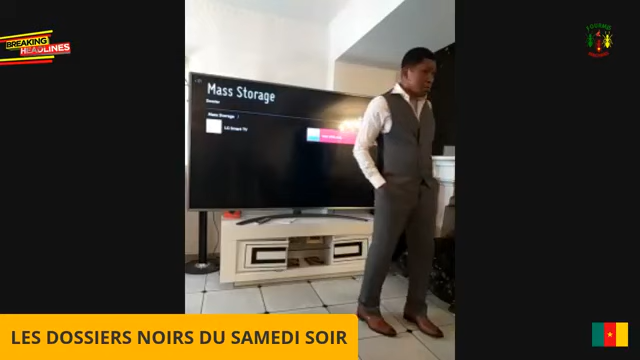 BREAKING
HEADLINES
Mass Storage
Mass Storage
LG Smart TV
LES DOSSIERS NOIRS DU SAMEDI SOIR